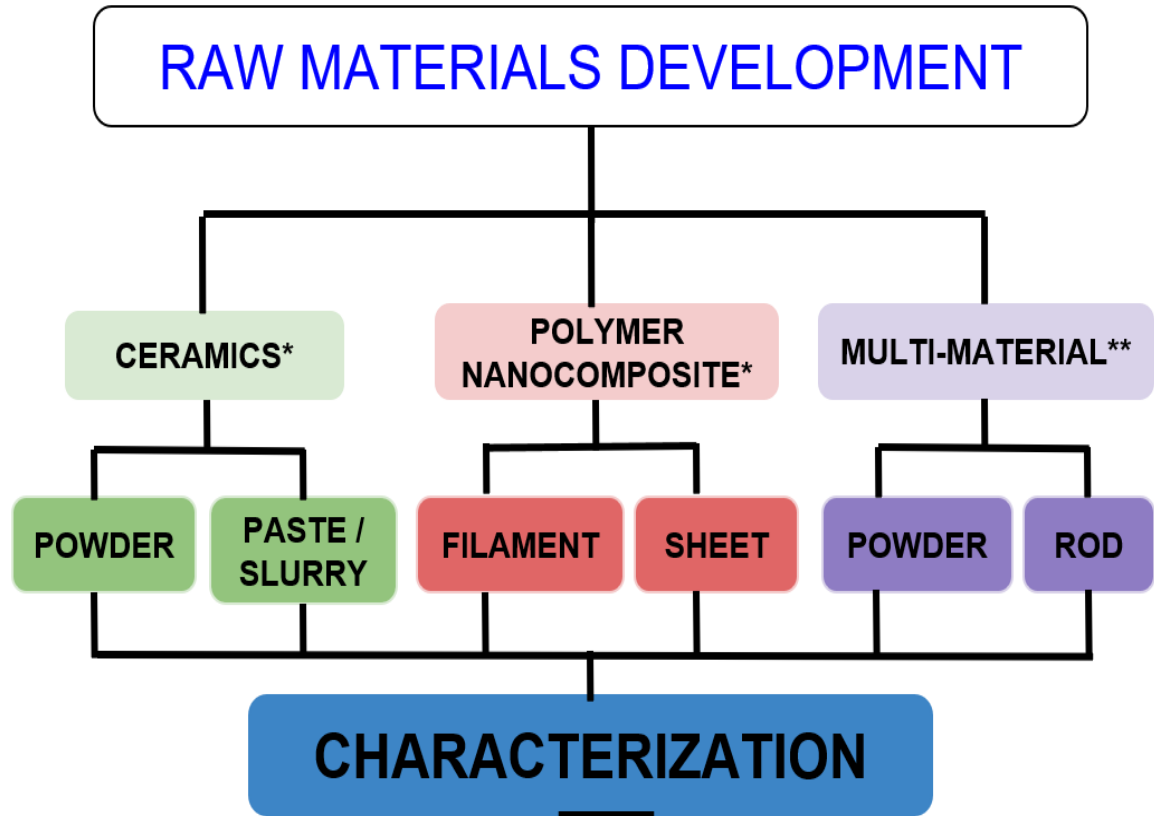 RAW MATERIALS DEVELOPMENT
CERAMICS*
POLYMER
NANOCOMPOSITE*
MULTI-MATERIAL**
POWDER
PASTE /
SLURRY
FILAMENT
SHEET
POWDER
ROD
CHARACTERIZATION